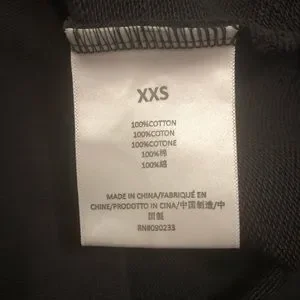 XXS
100%COTTON
100%COTON
100%COTONE
100%棉
100%綿
MADE IN CHINA/FABRIQUÉ EN
CHINE/PRODOTTO IN CINA/中国制造/中
国製
RN8090233